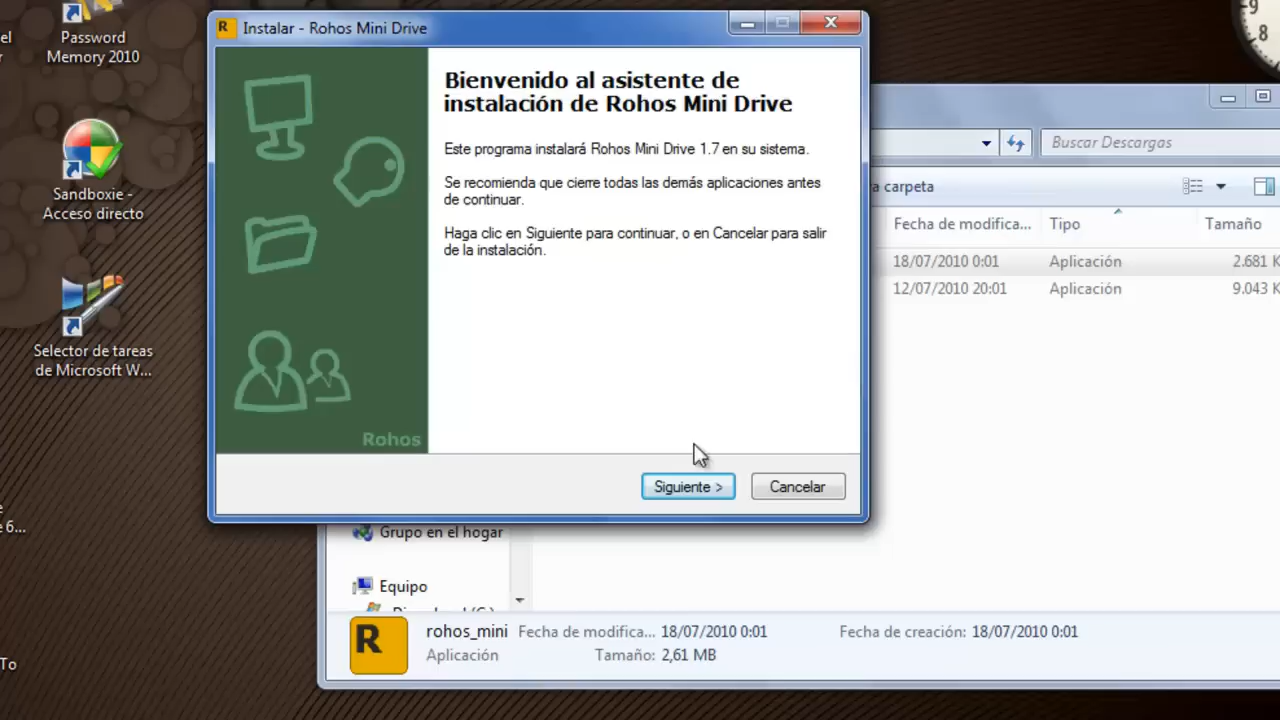 el
Password
Memory 2010
Sandboxie -
Acceso directo
Selector de tareas
de Microsoft W...
6...
To
R
Instalar - Rohos Mini Drive
Bienvenido al asistente de
instalación de Rohos Mini Drive
Este programa instalará Rohos Mini Drive 1.7 en su sistema.
Se recomienda que cierre todas las demás aplicaciones antes
de continuar.
Haga clic en Siguiente para continuar, o en Cancelar para salir
de la instalación.
Rohos
Siguiente >
Cancelar
9
8
Buscar Descargas
a carpeta
Fecha de modifica...
Tipo
Tamaño
18/07/2010 0:01
Aplicación
2.681 K
12/07/2010 20:01
Aplicación
9.043 K
Grupo en el hogar
Equipo
R
rohos_mini
Fecha de modifica... 18/07/2010 0:01
Fecha de creación: 18/07/2010 0:01
Aplicación
Tamaño: 2,61 MB